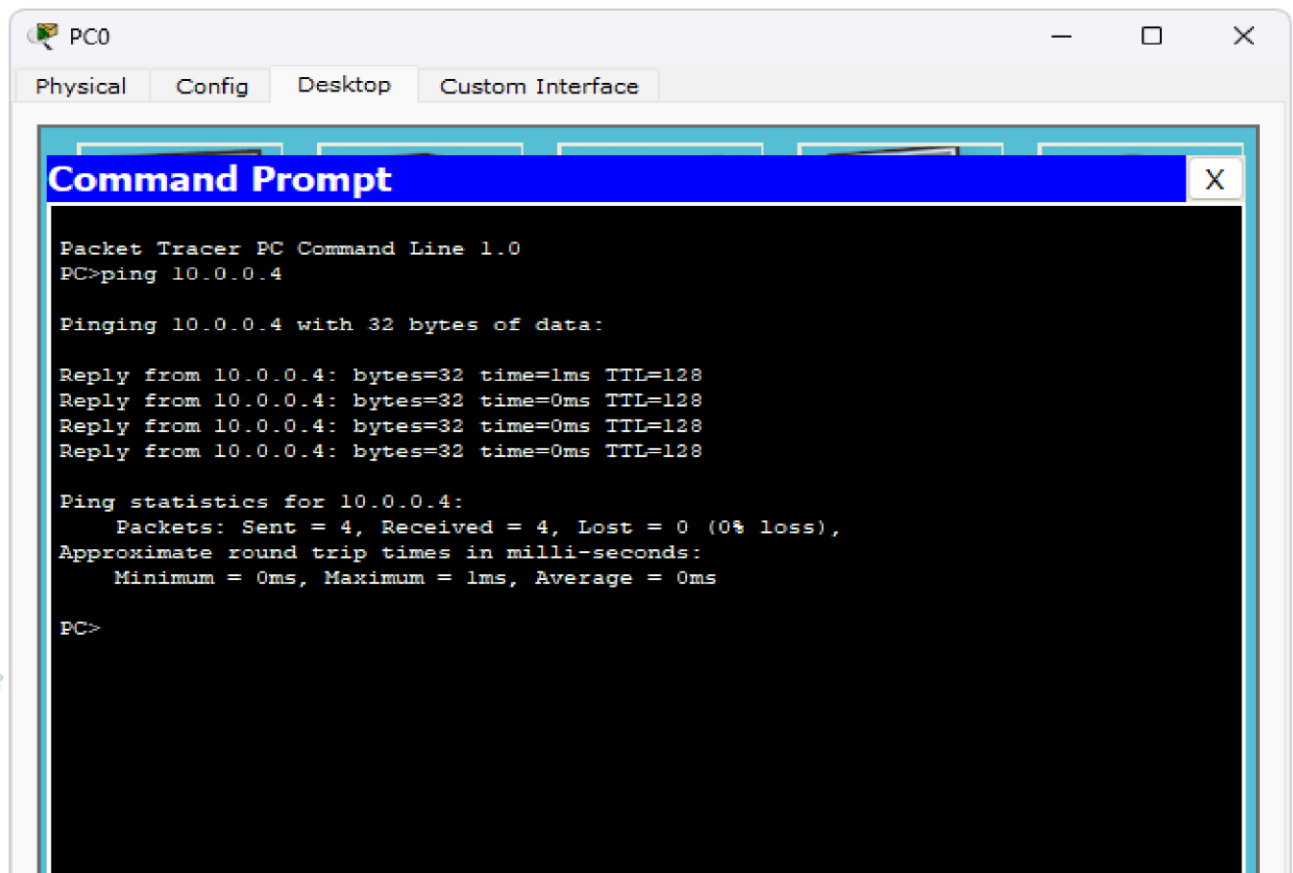 PC0
Physical Config Desktop Custom Interface
Command Prompt X
Packet Tracer PC Command Line 1.0
PC>ping 10.0.0.4
Pinging 10.0.0.4 with 32 bytes of data:
Reply from 10.0.0.4: bytes=32 time=1ms TTL=128
Reply from 10.0.0.4: bytes=32 time=0ms TTL=128
Reply from 10.0.0.4: bytes=32 time=0ms TTL=128
Reply from 10.0.0.4: bytes=32 time=0ms TTL=128
Ping statistics for 10.0.0.4:
Packets: Sent = 4, Received = 4, Lost = 0 (0% loss),
Approximate round trip times in milli-seconds:
Minimum = 0ms, Maximum = 1ms, Average = 0ms
PC>